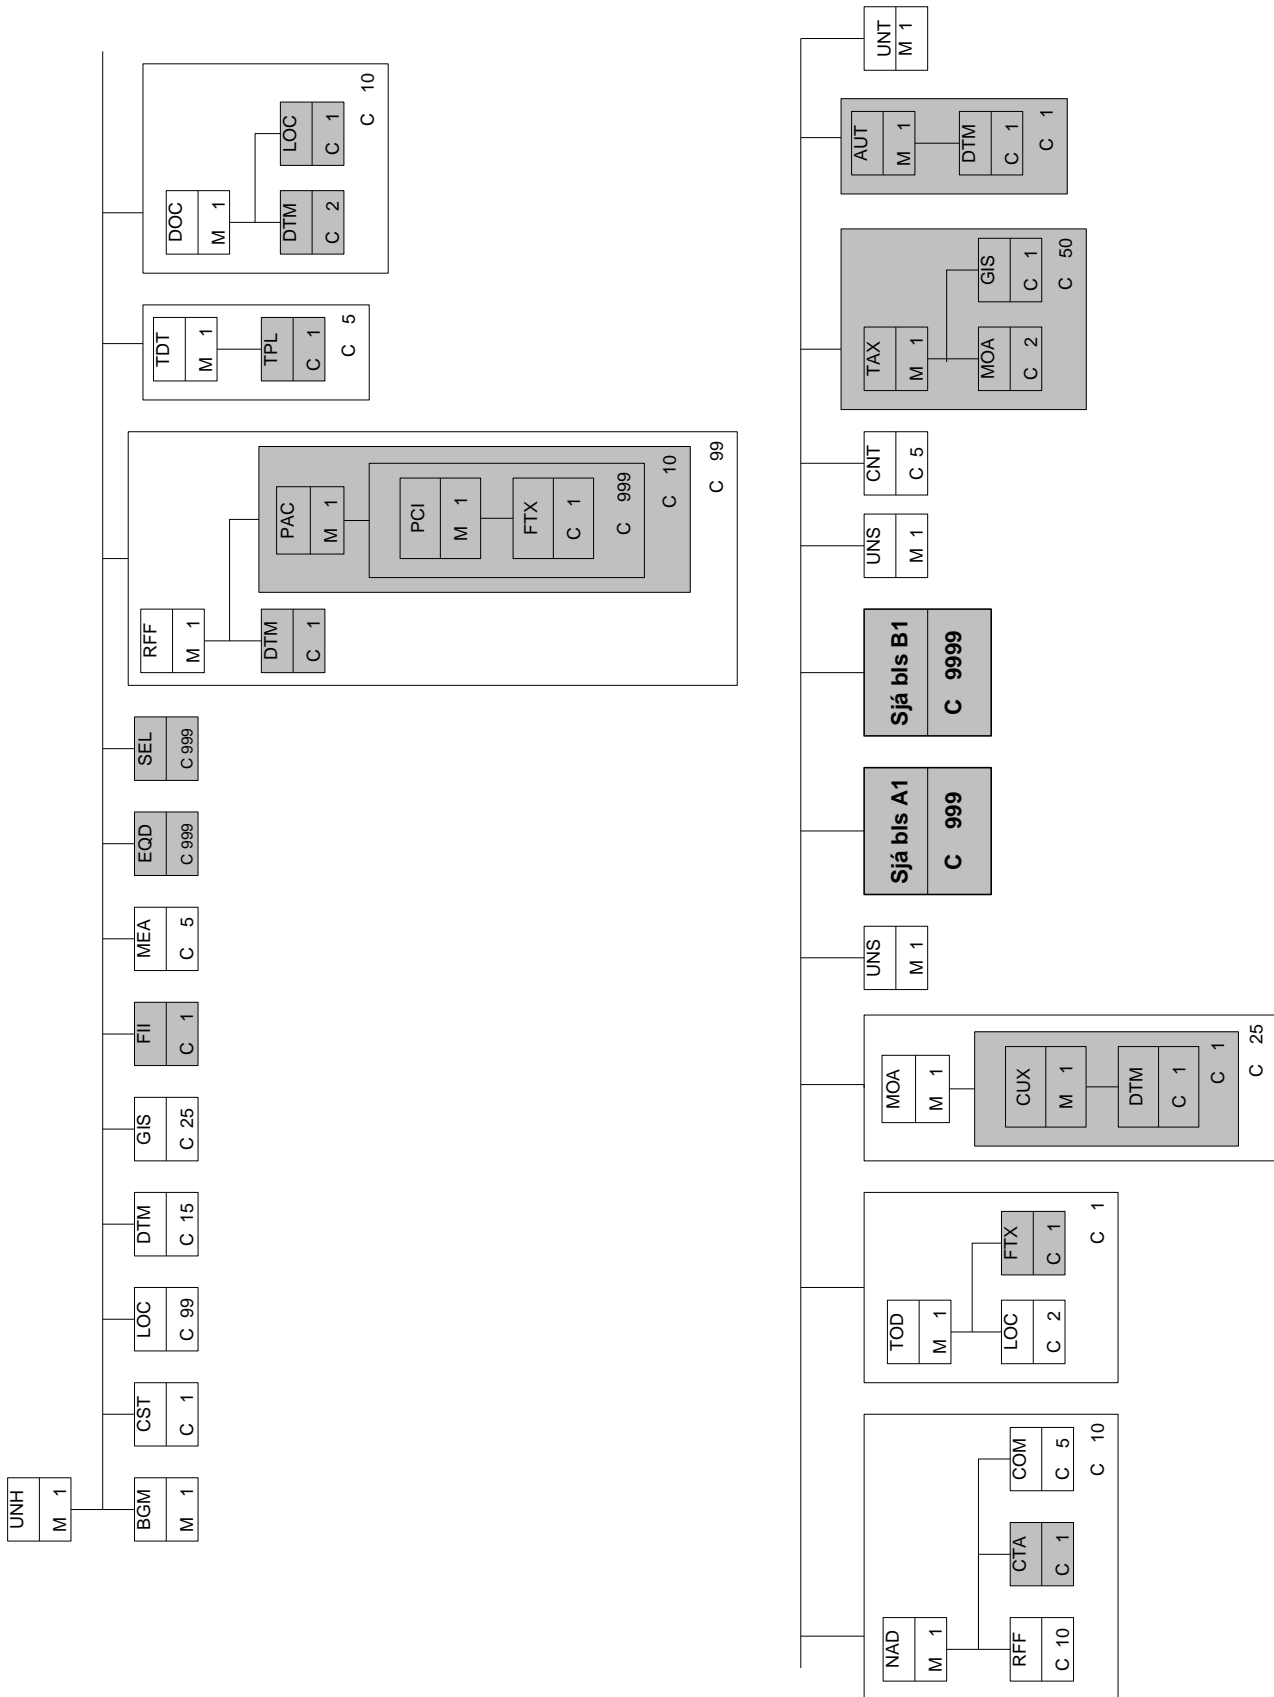 UNH
M 1
BGM
M 1
CST
C 1
LOC
C 99
DTM
C 15
GIS
C 25
FII
C 1
MEA
C 5
EQD
C 999
SEL
C 999
RFF
M 1
DTM
C 1
PAC
M 1
PCI
M 1
FTX
C 1
C 999
C 10
C 99
TDT
M 1
TPL
C 1
C 5
DOC
M 1
DTM
C 2
LOC
C 1
C 10
NAD
M 1
RFF
C 10
CTA
C 1
COM
C 5
C 10
TOD
M 1
LOC
C 2
FTX
C 1
C 1
MOA
M 1
CUX
M 1
DTM
C 1
C 1
C 25
UNS
M 1
Sjá bls A1
C 999
Sjá bls B1
C 9999
UNS
M 1
CNT
C 5
TAX
M 1
MOA
C 2
GIS
C 1
C 50
AUT
M 1
DTM
C 1
C 1
UNT
M 1